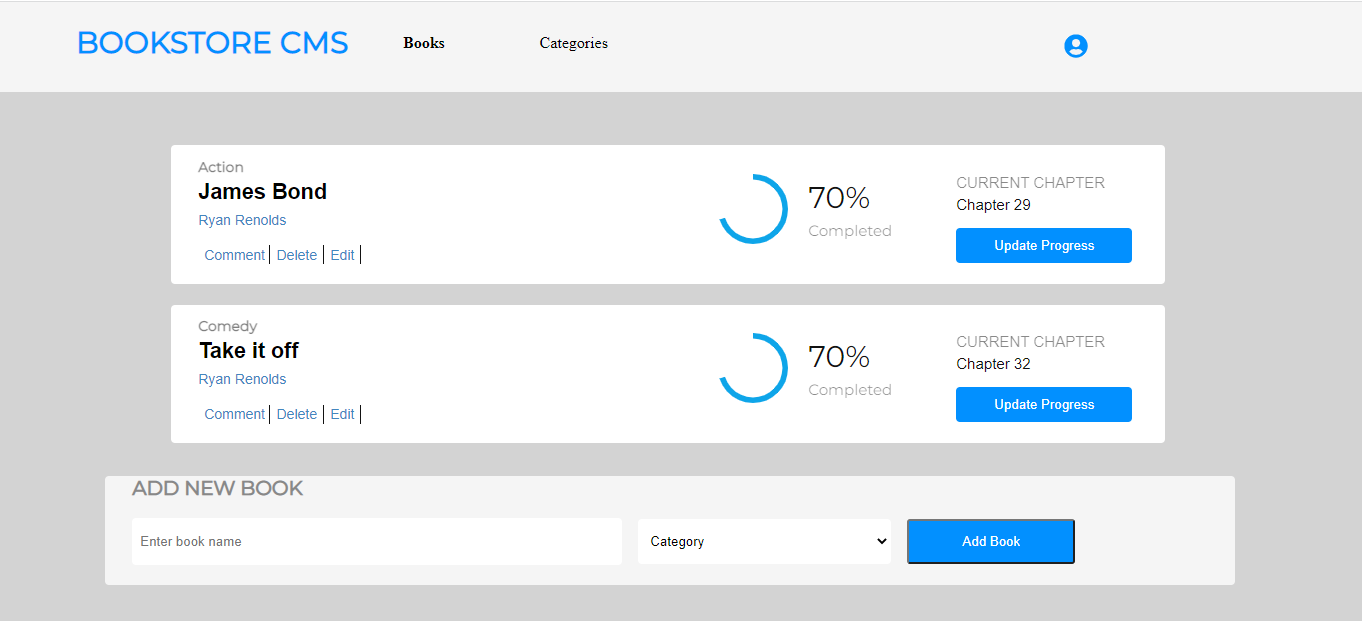 BOOKSTORE CMS Books Categories
Action
James Bond
Ryan Renolds
Comment Delete Edit
70%
Completed
CURRENT CHAPTER
Chapter 29
Update Progress
Comedy
Take it off
Ryan Renolds
Comment Delete Edit
70%
Completed
CURRENT CHAPTER
Chapter 32
Update Progress
ADD NEW BOOK
Enter book name Category Add Book